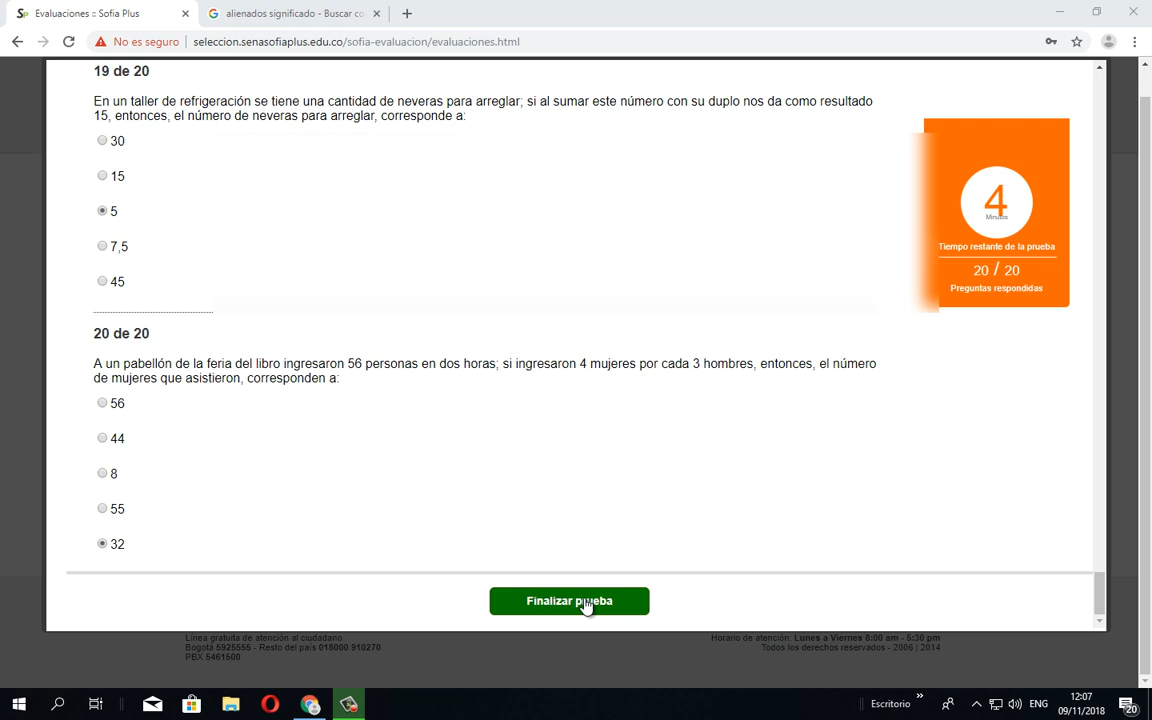 Evaluaciones :: Sofia Plus
alienados significado - Buscar co
No es seguro
seleccion.senasofiaplus.edu.co/sofia-evaluacion/evaluaciones.html
19 de 20
En un taller de refrigeración se tiene una cantidad de neveras para arreglar; si al sumar este número con su duplo nos da como resultado
15, entonces, el número de neveras para arreglar, corresponde a:
30
15
5
7,5
45
4
Minutos
Tiempo restante de la prueba
20 / 20
Preguntas respondidas
20 de 20
A un pabellón de la feria del libro ingresaron 56 personas en dos horas; si ingresaron 4 mujeres por cada 3 hombres, entonces, el número
de mujeres que asistieron, corresponden a:
56
44
8
55
32
Finalizar prueba
Línea gratuita de atención al ciudadano
Bogotá 5925555 - Resto del país 018000 910270
PBX 5461500
Horario de atención: Lunes a Viernes 8:00 am - 5:30 pm
Todos los derechos reservados - 2006 | 2014
Escritorio
ENG
12:07
09/11/2018
20